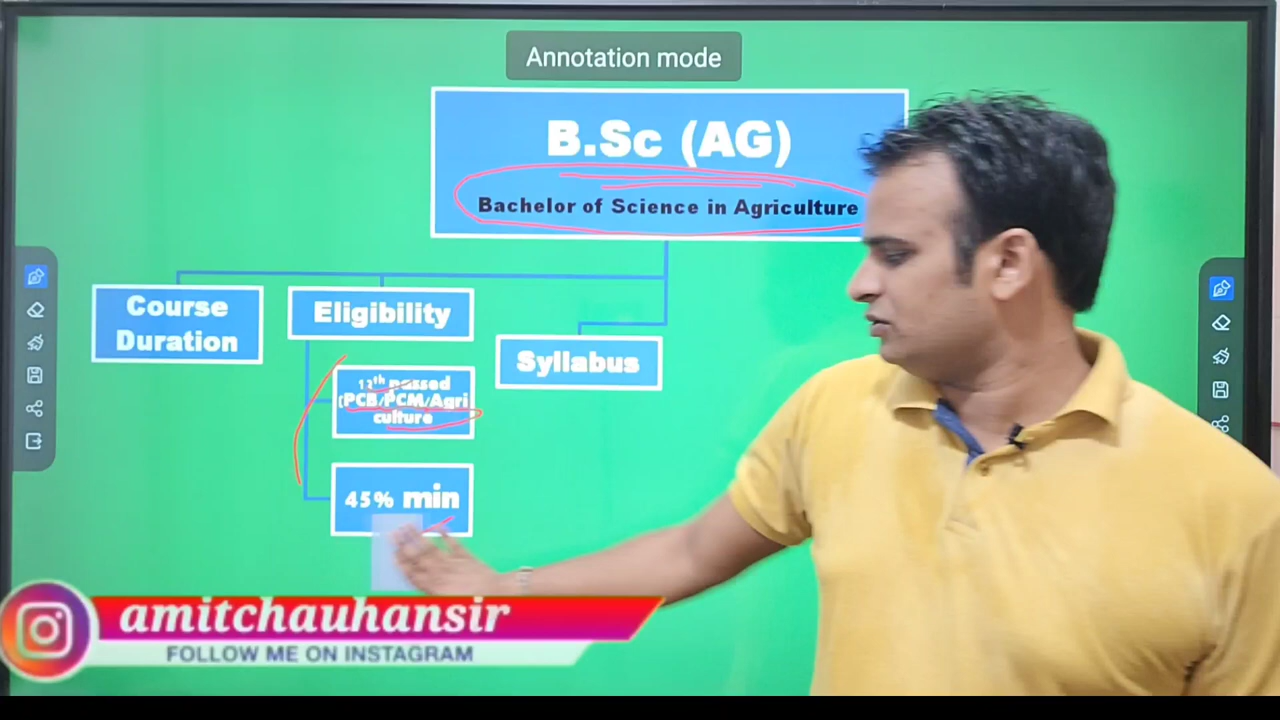 Annotation mode
B.Sc (AG)
Bachelor of Science in Agriculture
Course
Duration
Eligibility
Syllabus
12th passed
(PCB/PCM/Agri
culture
45% min
amitchauhansir
FOLLOW ME ON INSTAGRAM